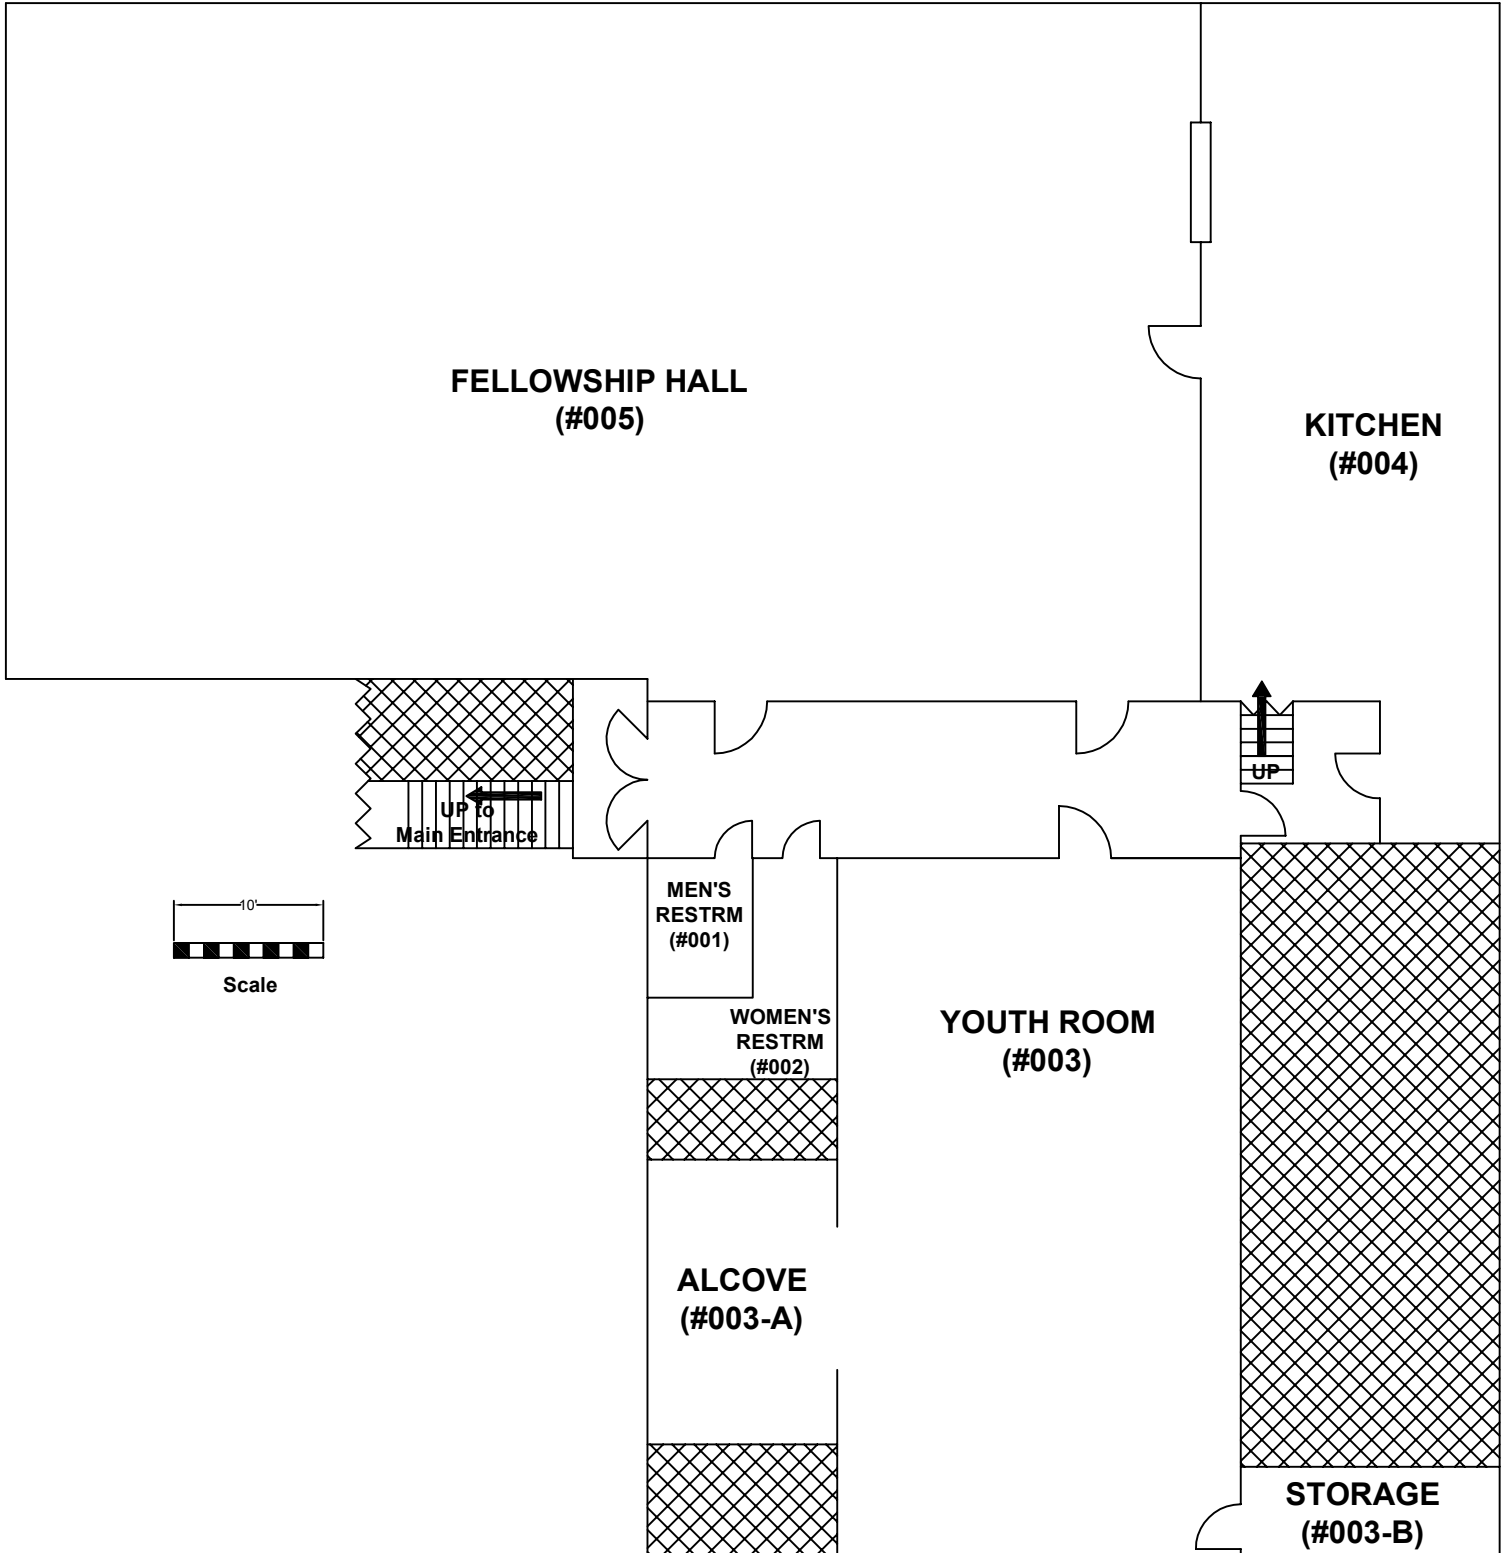 FELLOWSHIP HALL
(#005)
KITCHEN
(#004)
UP
UP to
Main Entrance
10'
Scale
MEN'S
RESTRM
(#001)
WOMEN'S
RESTRM
(#002)
YOUTH ROOM
(#003)
ALCOVE
(#003-A)
STORAGE
(#003-B)